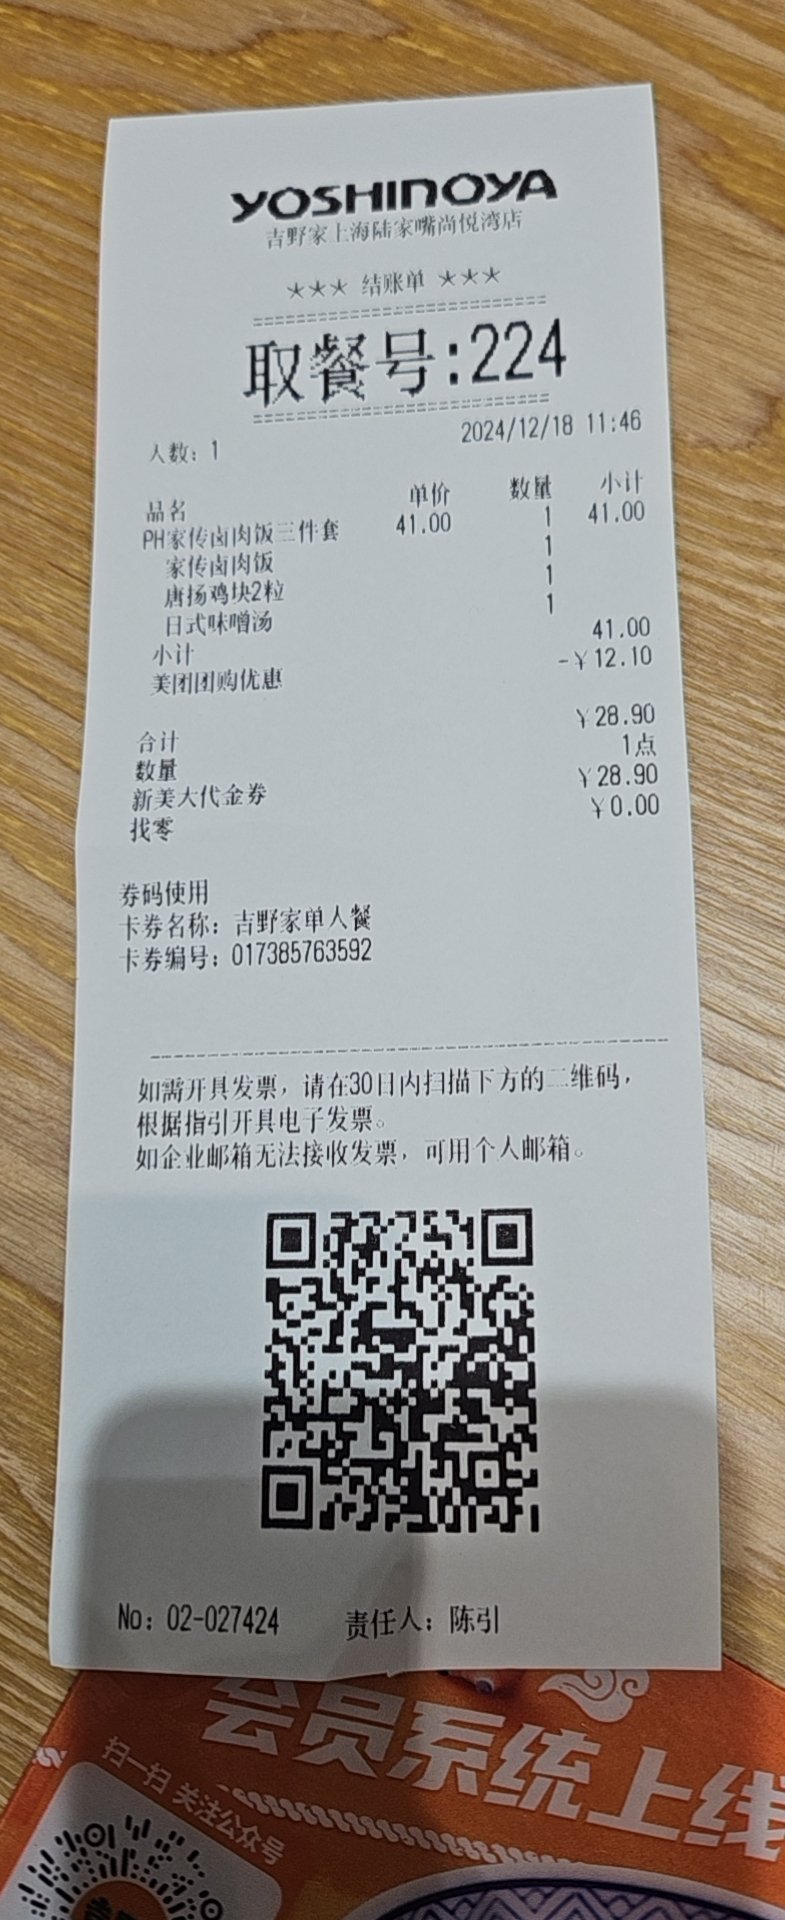 YOSHINOYA
吉野家上海陆家嘴尚悦湾店
*** 结账单 ***
取餐号:224
人数：1 2024/12/18 11:46
品名 单价 数量 小计
PH家传卤肉饭三件套 41.00 1 41.00
家传卤肉饭 1
唐扬鸡块2粒 1
日式味噌汤 1
小计 41.00
美团团购优惠 -￥12.10
合计 ￥28.90
数量 1点
新美大代金券 ￥28.90
找零 ￥0.00
券码使用
卡券名称：吉野家单人餐
卡券编号：017385763592
如需开具发票，请在30日内扫描下方的二维码，
根据指引开具电子发票。
如企业邮箱无法接收发票，可用个人邮箱。
No：02-027424 责任人：陈引
会员系统上线
扫一扫 关注公众号